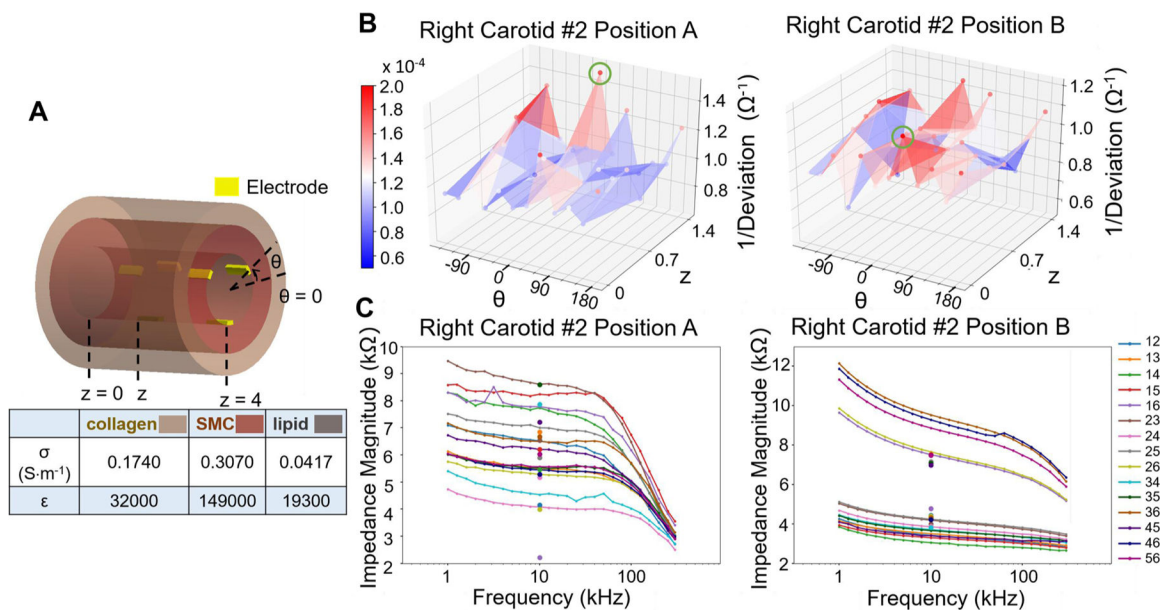 A
Electrode
θ
θ = 0
z = 0
z
z = 4
collagen
SMC
lipid
σ
(S·m⁻¹)
0.1740
0.3070
0.0417
ε
32000
149000
19300
B
Right Carotid #2 Position A
x 10⁻⁴
2.0
1.8
1.6
1.4
1.2
1.0
0.8
0.6
1.4
1.2
1.0
0.8
1/Deviation (Ω⁻¹)
1.4
0.7
0
z
-90
0
90
180
θ
Right Carotid #2 Position B
1.2
1.0
0.8
0.6
1/Deviation (Ω⁻¹)
1.4
0.7
0
z
-90
0
90
180
θ
C
Right Carotid #2 Position A
Impedance Magnitude (kΩ)
10
9
8
7
6
5
4
3
2
1
10
100
Frequency (kHz)
Right Carotid #2 Position B
Impedance Magnitude (kΩ)
12
10
8
6
4
2
1
10
100
Frequency (kHz)
12
13
14
15
16
23
24
25
26
34
35
36
45
46
56